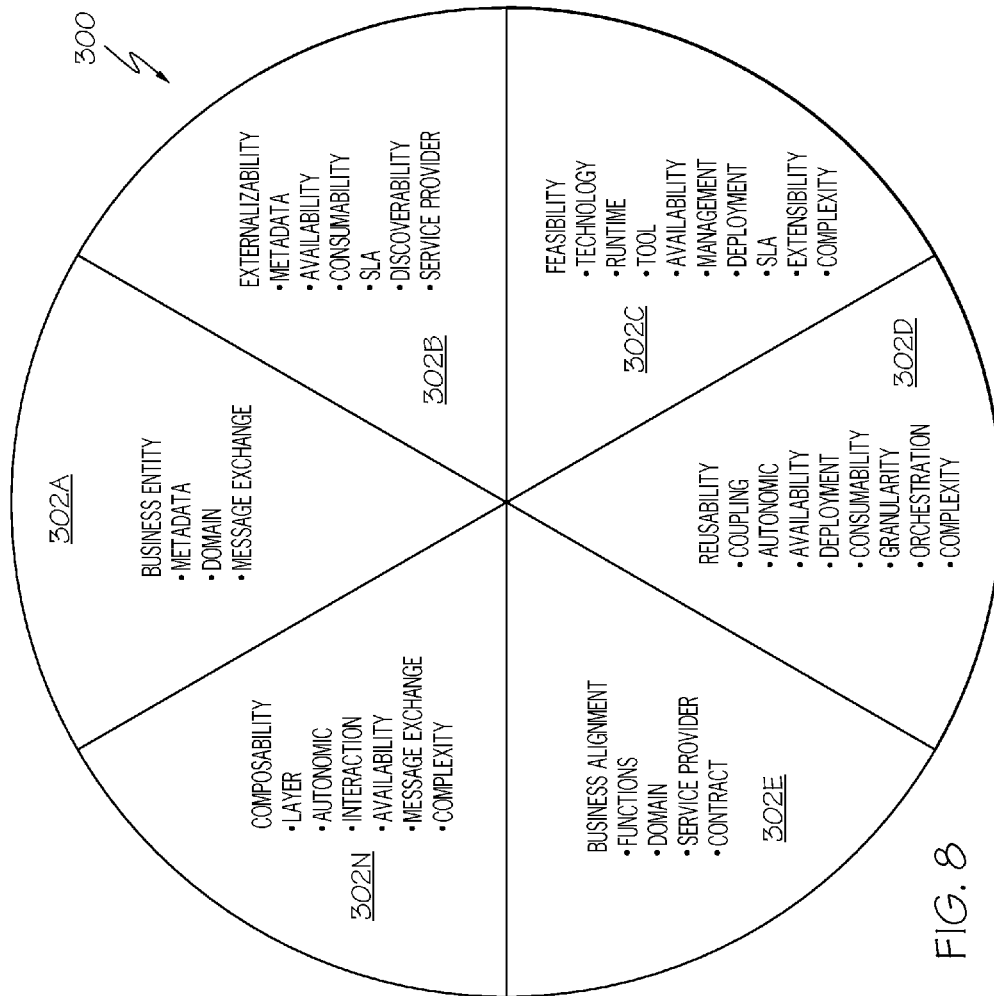 300
302A
BUSINESS ENTITY
• METADATA
• DOMAIN
• MESSAGE EXCHANGE
EXTERNALIZABILITY
• METADATA
• AVAILABILITY
• CONSUMABILITY
• SLA
• DISCOVERABILITY
• SERVICE PROVIDER
302B
FEASIBILITY
• TECHNOLOGY
• RUNTIME
• TOOL
• AVAILABILITY
• MANAGEMENT
• DEPLOYMENT
• SLA
• EXTENSIBILITY
• COMPLEXITY
302C
302D
REUSABILITY
• COUPLING
• AUTONOMIC
• AVAILABILITY
• DEPLOYMENT
• CONSUMABILITY
• GRANULARITY
• ORCHESTRATION
• COMPLEXITY
BUSINESS ALIGNMENT
• FUNCTIONS
• DOMAIN
• SERVICE PROVIDER
• CONTRACT
302E
COMPOSABILITY
• LAYER
• AUTONOMIC
• INTERACTION
• AVAILABILITY
• MESSAGE EXCHANGE
• COMPLEXITY
302N
FIG. 8